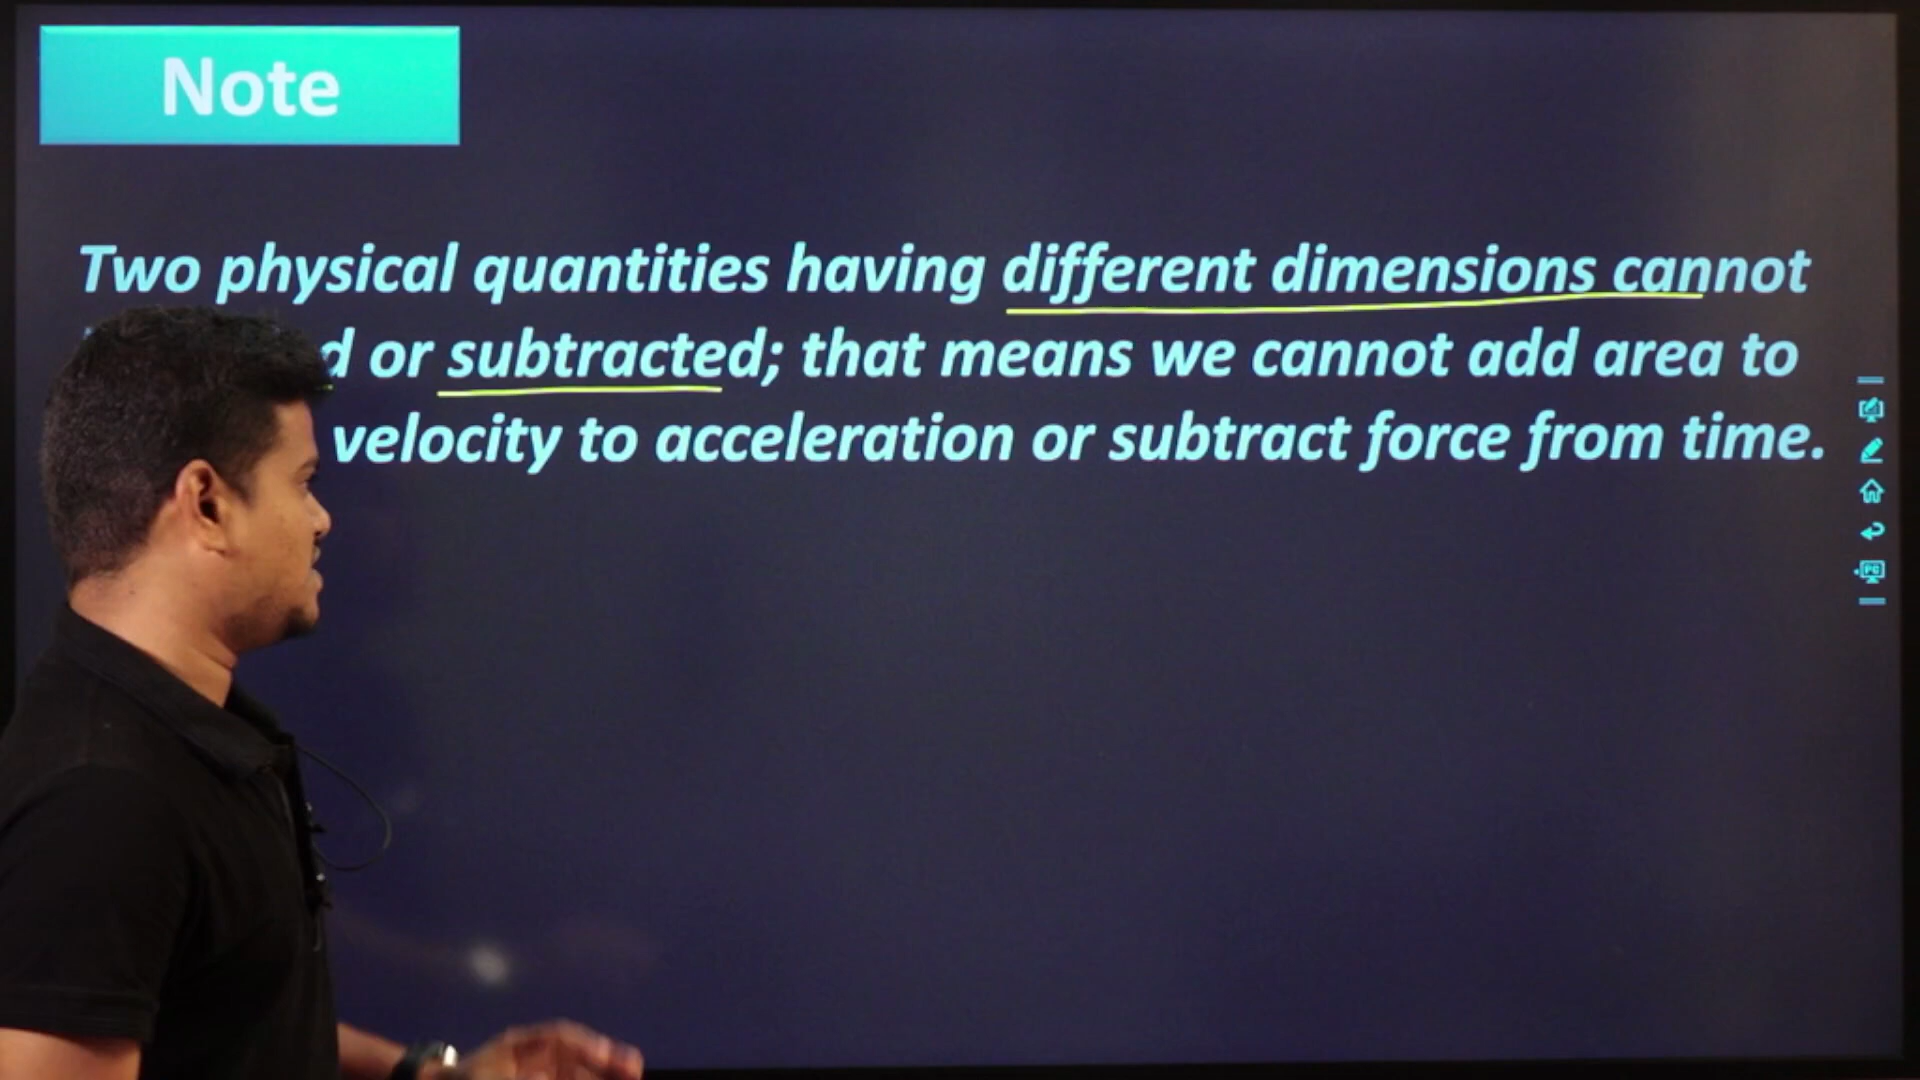 Note
Two physical quantities having different dimensions cannot
or subtracted; that means we cannot add area to
velocity to acceleration or subtract force from time.